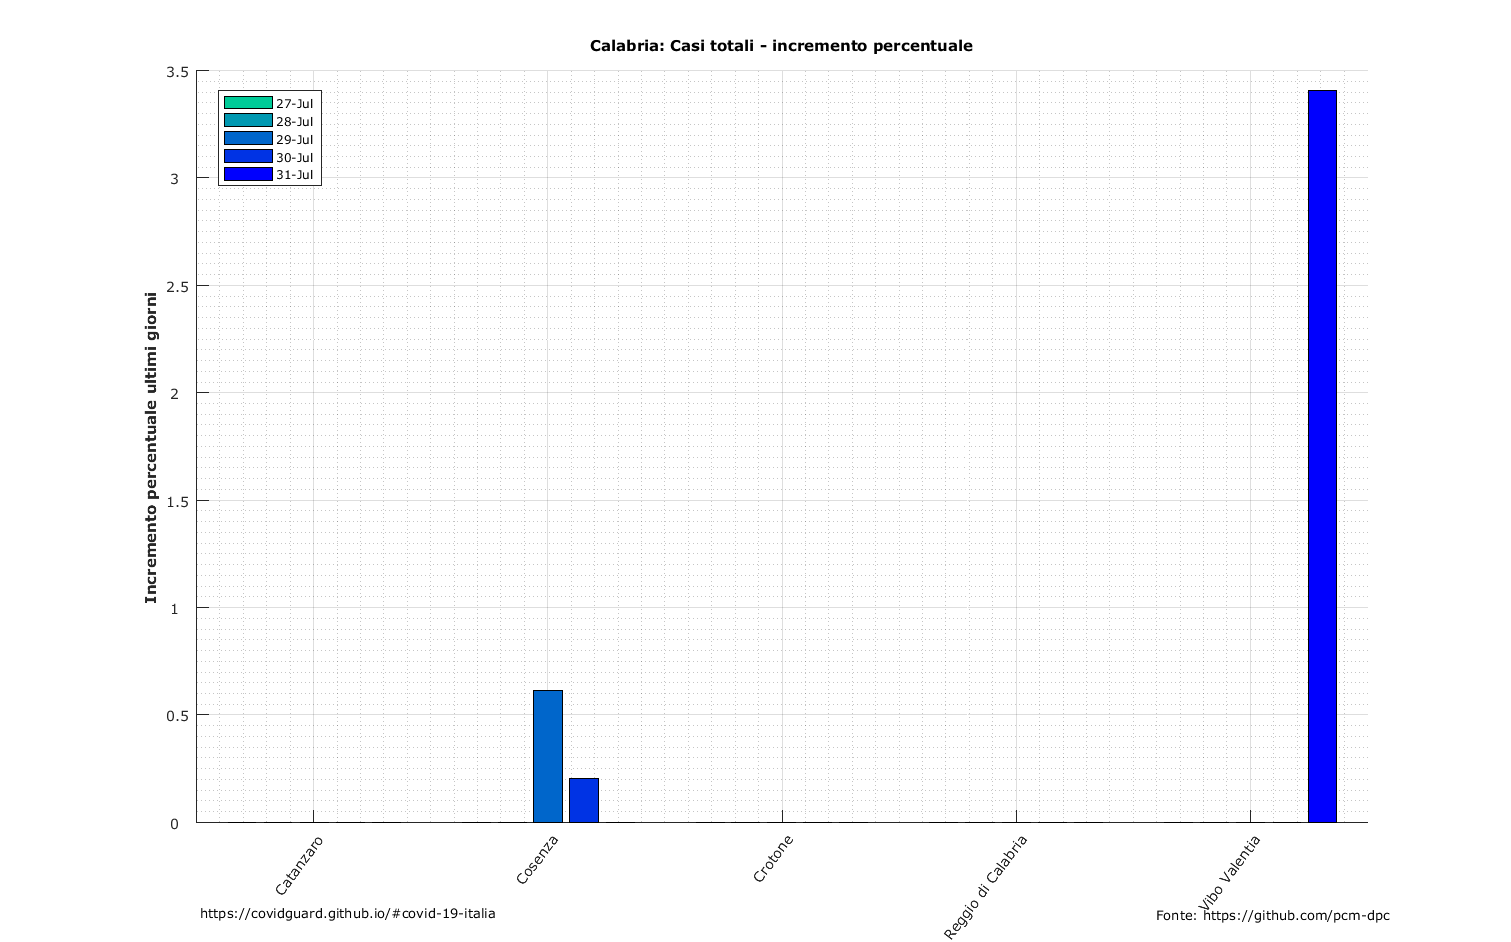 Calabria: Casi totali - incremento percentuale
3.5
3
2.5
2
1.5
1
0.5
0
Incremento percentuale ultimi giorni
27-Jul
28-Jul
29-Jul
30-Jul
31-Jul
Catanzaro
Cosenza
Crotone
Reggio di Calabria
Vibo Valentia
https://covidguard.github.io/#covid-19-italia
Fonte: https://github.com/pcm-dpc